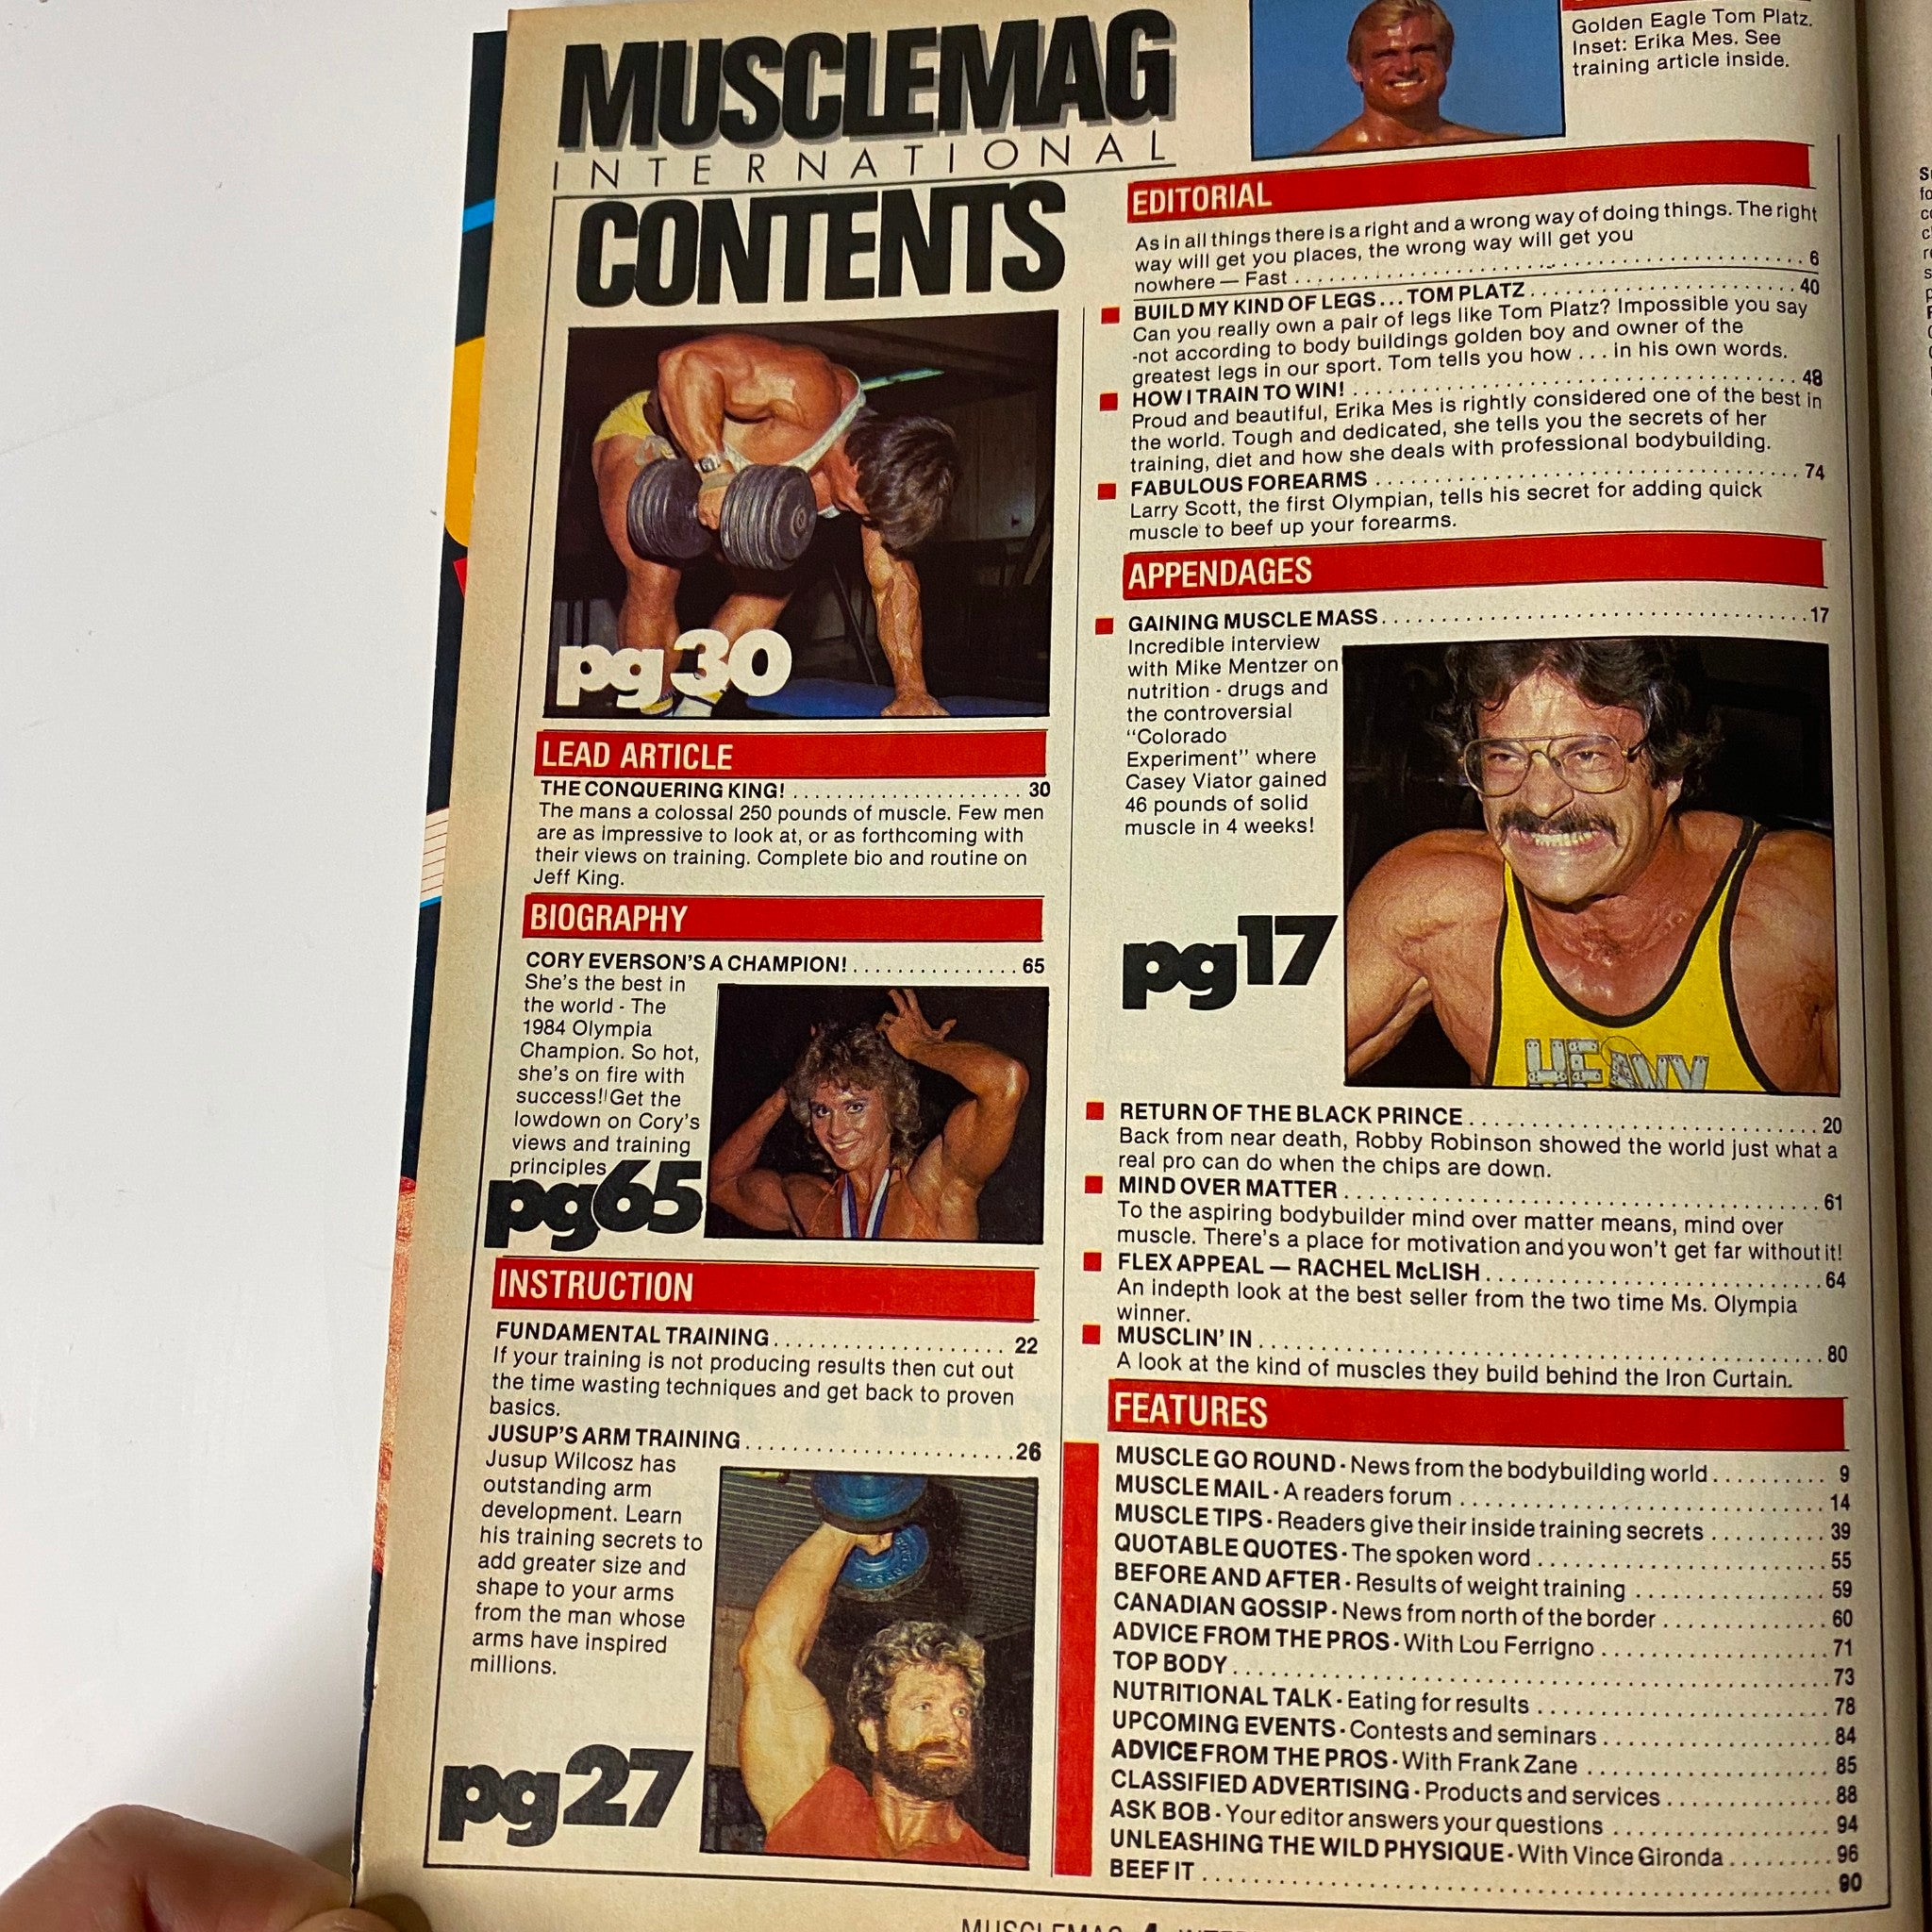 MUSCLEMAG
INTERNATIONAL
CONTENTS
pg 30
LEAD ARTICLE
THE CONQUERING KING! ..................... 30
The mans a colossal 250 pounds of muscle. Few men
are as impressive to look at, or as forthcoming with
their views on training. Complete bio and routine on
Jeff King.
BIOGRAPHY
CORY EVERSON'S A CHAMPION! ............... 65
She's the best in
the world - The
1984 Olympia
Champion. So hot,
she's on fire with
success!! Get the
lowdown on Cory's
views and training
principles
pg65
INSTRUCTION
FUNDAMENTAL TRAINING ..................... 22
If your training is not producing results then cut out
the time wasting techniques and get back to proven
basics.
JUSUP'S ARM TRAINING ........................ 26
Jusup Wilcosz has
outstanding arm
development. Learn
his training secrets to
add greater size and
shape to your arms
from the man whose
arms have inspired
millions.
pg27
Golden Eagle Tom Platz.
Inset: Erika Mes. See
training article inside.
EDITORIAL
As in all things there is a right and a wrong way of doing things. The right
way will get you places, the wrong way will get you
nowhere — Fast ................................................ 6
BUILD MY KIND OF LEGS... TOM PLATZ ......................... 40
Can you really own a pair of legs like Tom Platz? Impossible you say
-not according to body buildings golden boy and owner of the
greatest legs in our sport. Tom tells you how ... in his own words.
HOW I TRAIN TO WIN! .......................................... 48
Proud and beautiful, Erika Mes is rightly considered one of the best in
the world. Tough and dedicated, she tells you the secrets of her
training, diet and how she deals with professional bodybuilding.
FABULOUS FOREARMS ........................................ 74
Larry Scott, the first Olympian, tells his secret for adding quick
muscle to beef up your forearms.
APPENDAGES
GAINING MUSCLE MASS ....................................... 17
Incredible interview
with Mike Mentzer on
nutrition - drugs and
the controversial
"Colorado
Experiment" where
Casey Viator gained
46 pounds of solid
muscle in 4 weeks!
HEAVY
pg17
RETURN OF THE BLACK PRINCE ................................. 20
Back from near death, Robby Robinson showed the world just what a
real pro can do when the chips are down.
MIND OVER MATTER ............................................ 61
To the aspiring bodybuilder mind over matter means, mind over
muscle. There's a place for motivation and you won't get far without it!
FLEX APPEAL — RACHEL McLISH ............................... 64
An indepth look at the best seller from the two time Ms. Olympia
winner.
MUSCLIN' IN .................................................... 80
A look at the kind of muscles they build behind the Iron Curtain.
FEATURES
MUSCLE GO ROUND - News from the bodybuilding world .......... 9
MUSCLE MAIL - A readers forum ................................. 14
MUSCLE TIPS - Readers give their inside training secrets .......... 39
QUOTABLE QUOTES - The spoken word .......................... 55
BEFORE AND AFTER - Results of weight training ................. 59
CANADIAN GOSSIP - News from north of the border ............... 60
ADVICE FROM THE PROS - With Lou Ferrigno .................... 71
TOP BODY ...................................................... 73
NUTRITIONAL TALK - Eating for results ........................... 78
UPCOMING EVENTS - Contests and seminars .................... 84
ADVICE FROM THE PROS - With Frank Zane ...................... 85
CLASSIFIED ADVERTISING - Products and services ............... 88
ASK BOB - Your editor answers your questions ................... 94
UNLEASHING THE WILD PHYSIQUE - With Vince Gironda ......... 96
BEEF IT ........................................................ 90
MUSCLEMAG 4